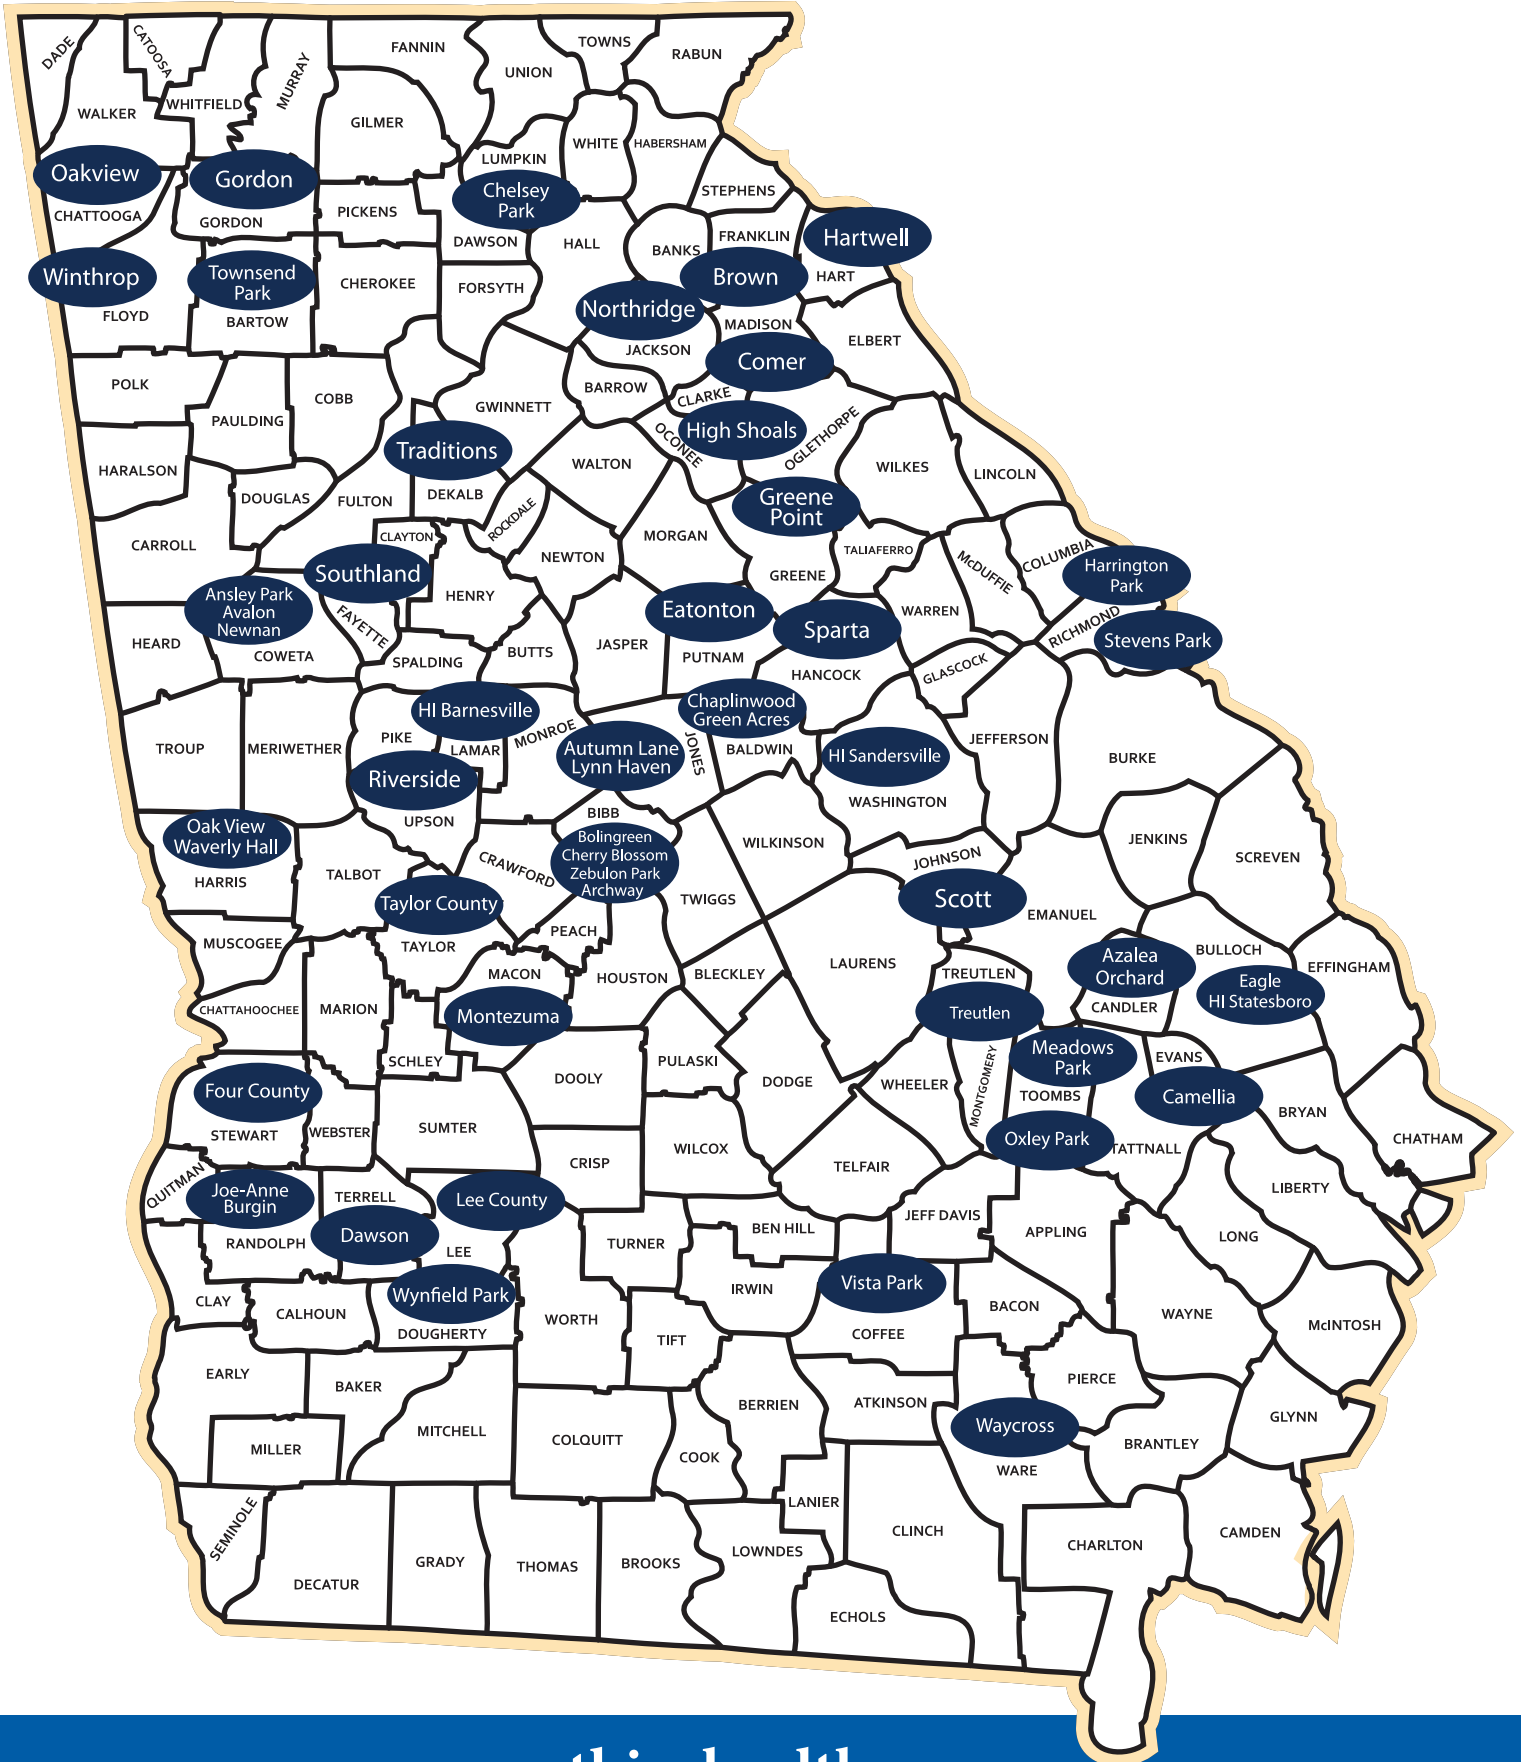 DADE
CATOOSA
FANNIN
TOWNS
RABUN
UNION
MURRAY
WALKER
WHITFIELD
GILMER
WHITE
HABERSHAM
LUMPKIN
Oakview
Gordon
Chelsey
Park
STEPHENS
CHATTOOGA
GORDON
PICKENS
DAWSON
HALL
BANKS
FRANKLIN
Hartwell
Winthrop
Townsend
Park
CHEROKEE
FORSYTH
Brown
HART
FLOYD
BARTOW
Northridge
MADISON
ELBERT
JACKSON
Comer
POLK
COBB
BARROW
CLARKE
PAULDING
GWINNETT
High Shoals
OCONEE
OGLETHORPE
Traditions
HARALSON
WALTON
WILKES
LINCOLN
DOUGLAS
FULTON
DEKALB
ROCKDALE
Greene
Point
CARROLL
CLAYTON
MORGAN
NEWTON
TALIAFERRO
McDUFFIE
COLUMBIA
Southland
GREENE
Harrington
Park
Ansley Park
Avalon
Newnan
HENRY
Eatonton
WARREN
FAYETTE
Sparta
RICHMOND
Stevens Park
HEARD
COWETA
SPALDING
BUTTS
JASPER
PUTNAM
HANCOCK
GLASCOCK
HI Barnesville
Chaplinwood
Green Acres
TROUP
MERIWETHER
PIKE
LAMAR
MONROE
Autumn Lane
Lynn Haven
JONES
BALDWIN
HI Sandersville
JEFFERSON
BURKE
Riverside
WASHINGTON
UPSON
BIBB
Oak View
Waverly Hall
Bolingreen
Cherry Blossom
Zebulon Park
Archway
WILKINSON
JENKINS
SCREVEN
JOHNSON
HARRIS
TALBOT
CRAWFORD
TWIGGS
Scott
Taylor County
EMANUEL
MUSCOGEE
TAYLOR
PEACH
MACON
HOUSTON
BLECKLEY
LAURENS
TREUTLEN
Azalea
Orchard
BULLOCH
EFFINGHAM
Eagle
HI Statesboro
CHATTAHOOCHEE
MARION
Montezuma
Treutlen
CANDLER
SCHLEY
DOOLY
PULASKI
DODGE
WHEELER
MONTGOMERY
Meadows
Park
EVANS
Four County
TOOMBS
Camellia
BRYAN
STEWART
WEBSTER
SUMTER
CRISP
WILCOX
TELFAIR
Oxley Park
TATTNALL
CHATHAM
QUITMAN
Joe-Anne
Burgin
TERRELL
Lee County
LIBERTY
RANDOLPH
Dawson
LEE
TURNER
BEN HILL
JEFF DAVIS
APPLING
LONG
CLAY
CALHOUN
Wynfield Park
DOUGHERTY
WORTH
IRWIN
Vista Park
BACON
WAYNE
McINTOSH
TIFT
COFFEE
EARLY
BAKER
PIERCE
BERRIEN
ATKINSON
GLYNN
MITCHELL
COLQUITT
Waycross
MILLER
COOK
WARE
BRANTLEY
LANIER
SEMINOLE
CLINCH
CHARLTON
CAMDEN
DECATUR
GRADY
THOMAS
BROOKS
LOWNDES
ECHOLS